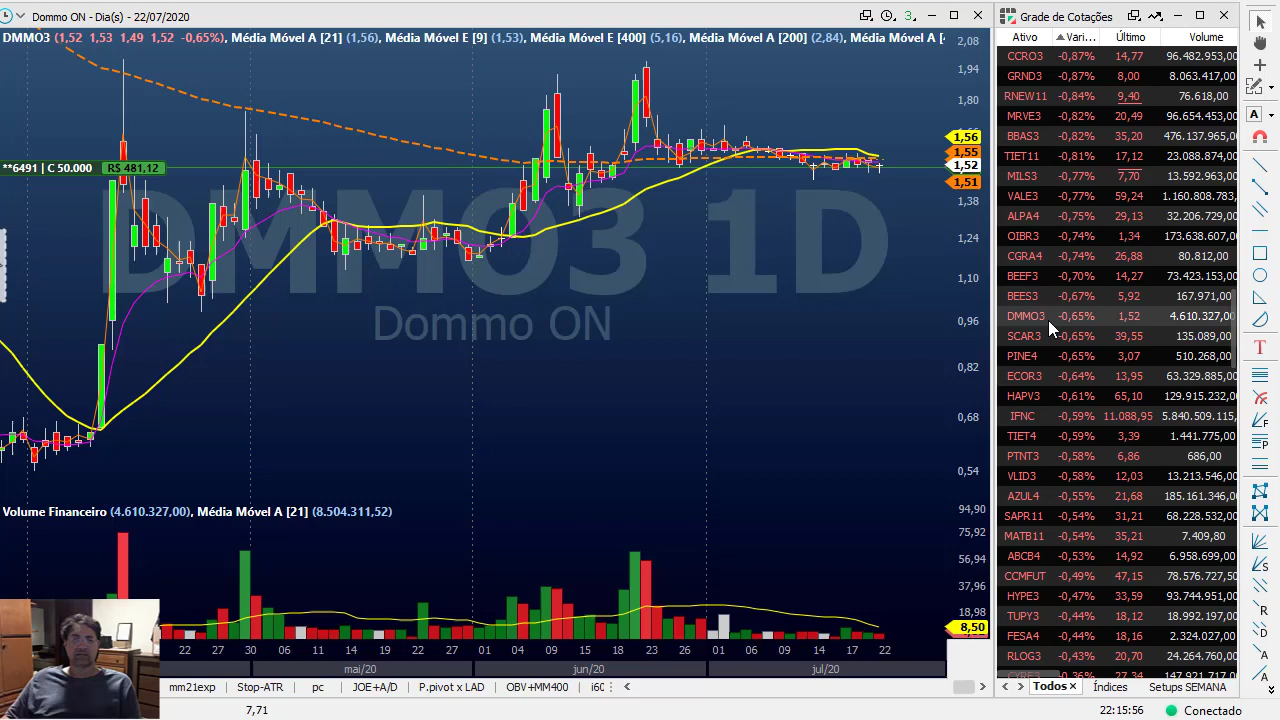 Dommo ON - Dia(s) - 22/07/2020
DMMO3 (1,52 1,53 1,49 1,52 -0,65%), Média Móvel A [21] (1,56), Média Móvel E [9] (1,53), Média Móvel E [400] (5,16), Média Móvel A [200] (2,84), Média Móvel A [4
2,08
1,94
1,80
1,56
1,55
1,52
1,51
1,38
1,24
1,10
0,96
0,82
0,68
0,54
**6491 | C 50.000 R$ 481,12
DMMO3 1D
Dommo ON
Volume Financeiro (4.610.327,00), Média Móvel A [21] (8.504.311,52)
94,90
75,92
56,94
37,96
18,98
8,50
22 27 30 06 11 14 19 22 27 01 04 09 15 18 23 26 01 06 09 14 17 22
mai/20 jun/20 jul/20
mm21exp Stop-ATR pc JOE+A/D P.pivot x LAD OBV+MM400 i60
7,71
Grade de Cotações
Ativo Vari... Último Volume
CCRO3 -0,87% 14,77 96.482.953,00
GRND3 -0,87% 8,00 8.063.417,00
RNEW11 -0,84% 9,40 76.618,00
MRVE3 -0,82% 20,49 96.654.453,00
BBAS3 -0,82% 35,20 476.137.965,00
TIET11 -0,81% 17,12 23.088.874,00
MILS3 -0,77% 7,70 13.592.963,00
VALE3 -0,77% 59,24 1.160.808.783,
ALPA4 -0,75% 29,13 32.206.729,00
OIBR3 -0,74% 1,34 173.638.607,00
CGRA4 -0,74% 26,88 80.812,00
BEEF3 -0,70% 14,27 73.423.153,00
BEES3 -0,67% 5,92 167.971,00
DMMO3 -0,65% 1,52 4.610.327,00
SCAR3 -0,65% 39,55 135.089,00
PINE4 -0,65% 3,07 510.268,00
ECOR3 -0,64% 13,95 63.329.885,00
HAPV3 -0,61% 65,10 129.915.232,00
IFNC -0,59% 11.088,95 5.840.509.115,
TIET4 -0,59% 3,39 1.441.775,00
PTNT3 -0,58% 6,86 686,00
VLID3 -0,58% 12,03 13.213.546,00
AZUL4 -0,55% 21,68 185.161.346,00
SAPR11 -0,54% 31,21 68.228.532,00
MATB11 -0,54% 35,21 7.409,80
ABCB4 -0,53% 14,92 6.958.699,00
CCMFUT -0,49% 47,15 78.576.727,50
HYPE3 -0,47% 33,59 93.744.951,00
TUPY3 -0,44% 18,12 18.992.197,00
FESA4 -0,44% 18,16 2.324.027,00
RLOG3 -0,43% 20,70 24.264.760,00
Todos Índices Setups SEMANA
22:15:56 Conectado